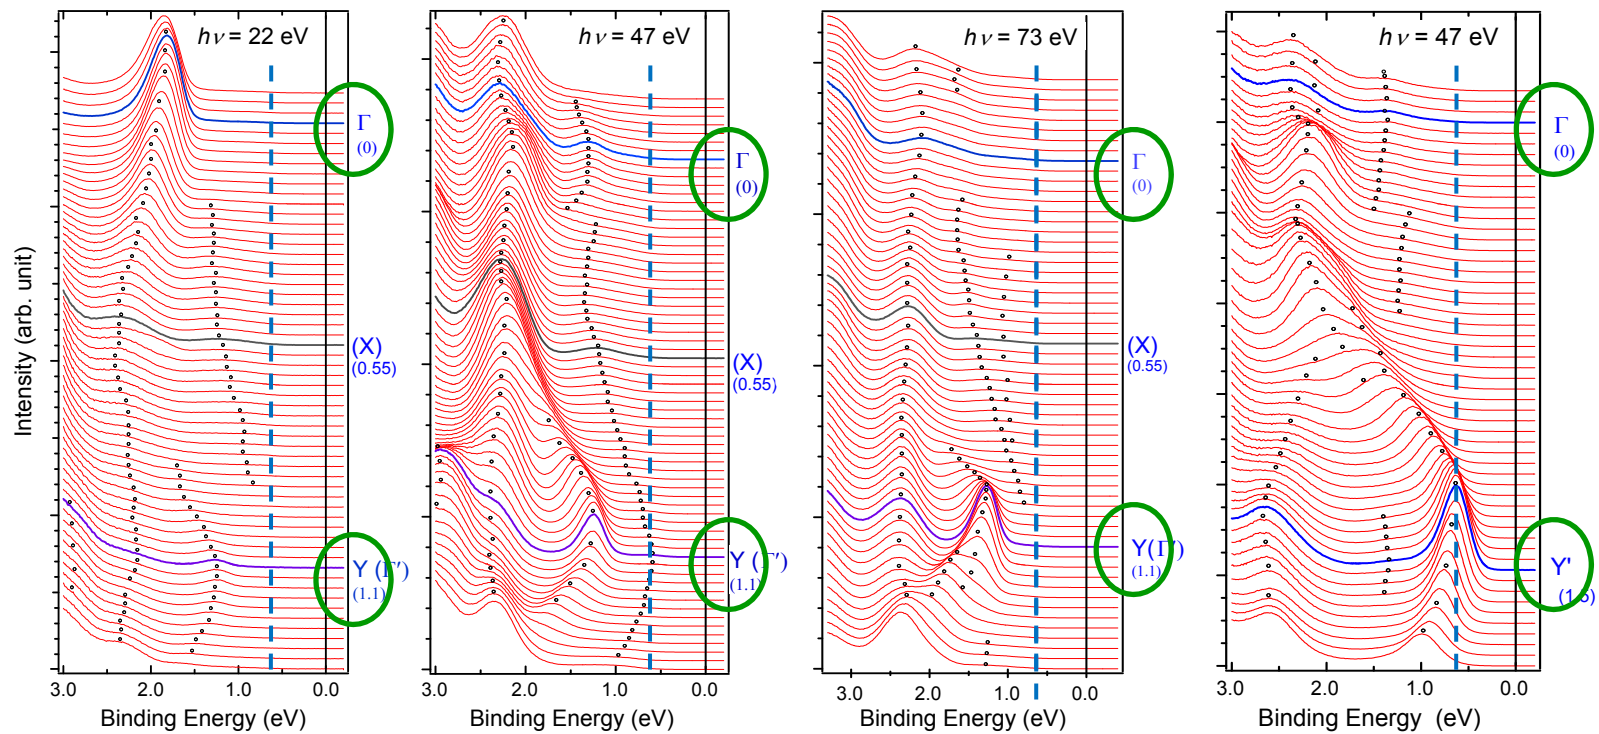 hν = 22 eV
Γ
(0)
(X)
(0.55)
Y (Γ')
(1.1)
3.0 2.0 1.0 0.0
Binding Energy (eV)
Intensity (arb. unit)
hν = 47 eV
Γ
(0)
(X)
(0.55)
Y (Γ')
(1.1)
3.0 2.0 1.0 0.0
Binding Energy (eV)
hν = 73 eV
Γ
(0)
(X)
(0.55)
Y(Γ')
(1.1)
3.0 2.0 1.0 0.0
Binding Energy (eV)
hν = 47 eV
Γ
(0)
Y'
(1.6)
3.0 2.0 1.0 0.0
Binding Energy (eV)